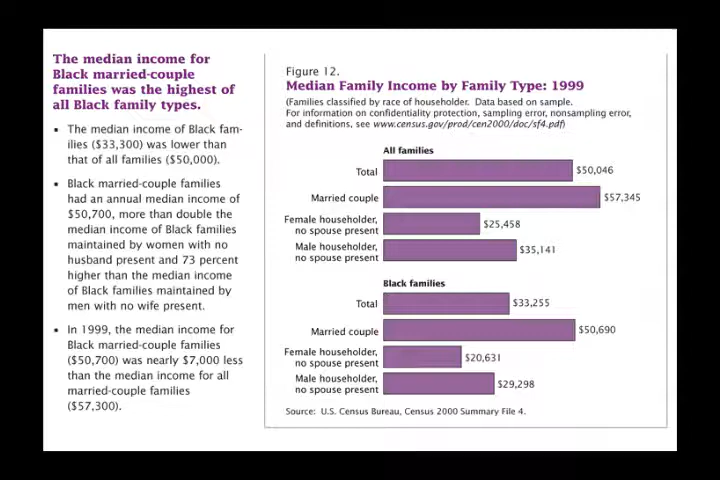 The median income for
Black married-couple
families was the highest of
all Black family types.
• The median income of Black fam-
ilies ($33,300) was lower than
that of all families ($50,000).
• Black married-couple families
had an annual median income of
$50,700, more than double the
median income of Black families
maintained by women with no
husband present and 73 percent
higher than the median income
of Black families maintained by
men with no wife present.
• In 1999, the median income for
Black married-couple families
($50,700) was nearly $7,000 less
than the median income for all
married-couple families
($57,300).
Figure 12.
Median Family Income by Family Type: 1999
(Families classified by race of householder. Data based on sample.
For information on confidentiality protection, sampling error, nonsampling error,
and definitions, see www.census.gov/prod/cen2000/doc/sf4.pdf)
All families
Total $50,046
Married couple $57,345
Female householder,
no spouse present $25,458
Male householder,
no spouse present $35,141
Black families
Total $33,255
Married couple $50,690
Female householder,
no spouse present $20,631
Male householder,
no spouse present $29,298
Source: U.S. Census Bureau, Census 2000 Summary File 4.